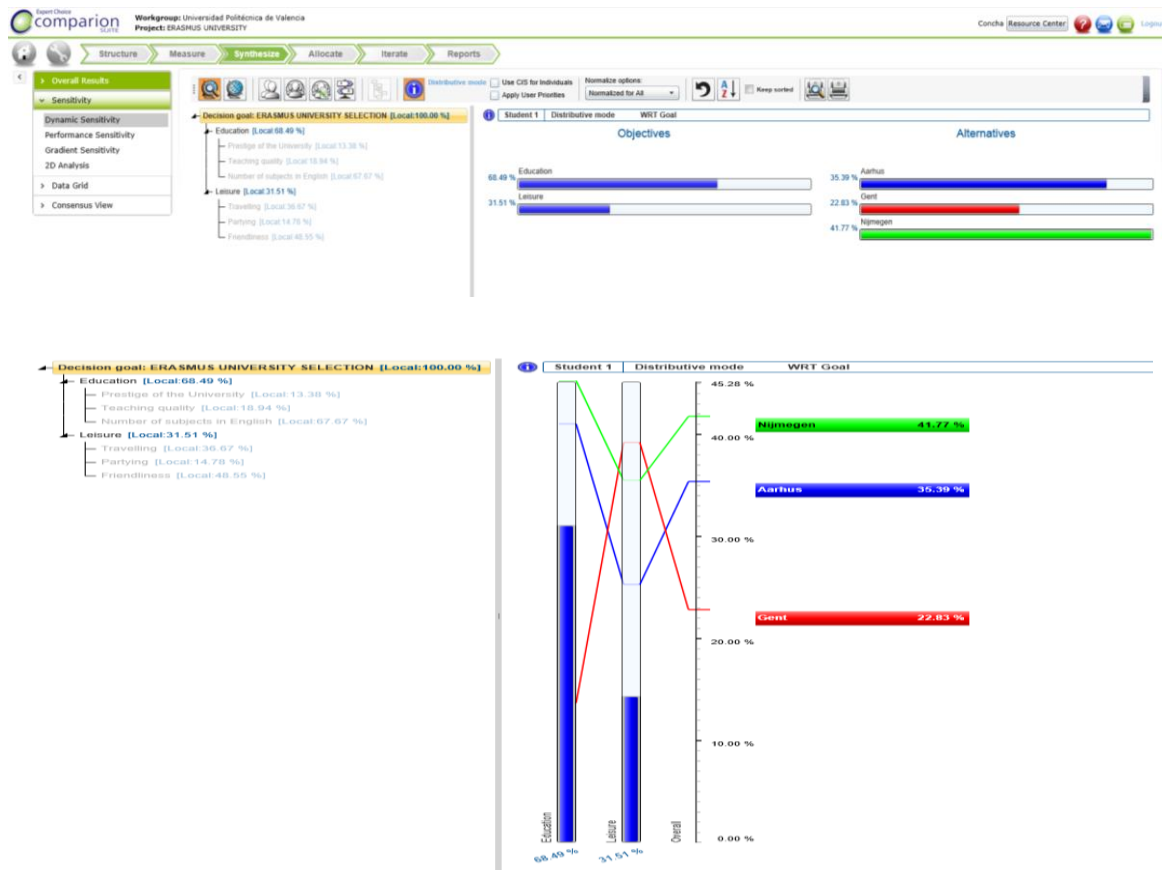 Expert Choice
comparion
SUITE
Workgroup: Universidad Politécnica de Valencia
Project: ERASMUS UNIVERSITY
Concha Resource Center ? Logout
Structure Measure Synthesize Allocate Iterate Reports
Overall Results
Sensitivity
Dynamic Sensitivity
Performance Sensitivity
Gradient Sensitivity
2D Analysis
Data Grid
Consensus View
Distributive mode
Use CIS for Individuals
Apply User Priorities
Normalize options:
Normalized for All
Keep sorted
Decision goal: ERASMUS UNIVERSITY SELECTION [Local:100.00 %]
Education [Local:68.49 %]
Prestige of the University [Local:13.38 %]
Teaching quality [Local:18.94 %]
Number of subjects in English [Local:67.67 %]
Leisure [Local:31.51 %]
Travelling [Local:36.67 %]
Partying [Local:14.78 %]
Friendliness [Local:48.55 %]
Student 1 Distributive mode WRT Goal
Objectives
68.49 % Education
31.51 % Leisure
Alternatives
35.39 % Aarhus
22.83 % Gent
41.77 % Nijmegen
Decision goal: ERASMUS UNIVERSITY SELECTION [Local:100.00 %]
Education [Local:68.49 %]
Prestige of the University [Local:13.38 %]
Teaching quality [Local:18.94 %]
Number of subjects in English [Local:67.67 %]
Leisure [Local:31.51 %]
Travelling [Local:36.67 %]
Partying [Local:14.78 %]
Friendliness [Local:48.55 %]
Student 1 Distributive mode WRT Goal
45.28 %
Nijmegen 41.77 %
40.00 %
Aarhus 35.39 %
30.00 %
Gent 22.83 %
20.00 %
10.00 %
0.00 %
Education
Leisure
Overall
68.49 %
31.51 %